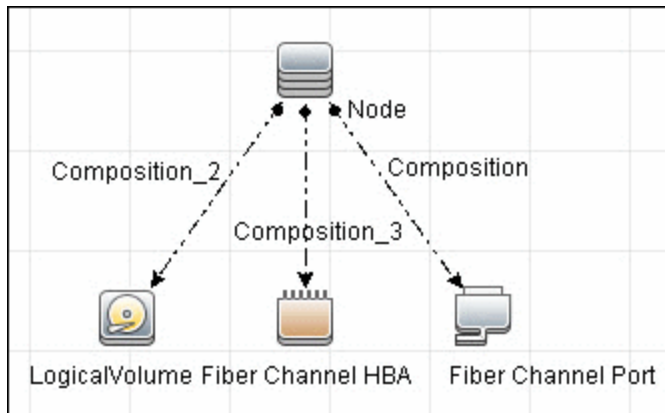 Node
Composition_2
Composition
Composition_3
LogicalVolume
Fiber Channel HBA
Fiber Channel Port